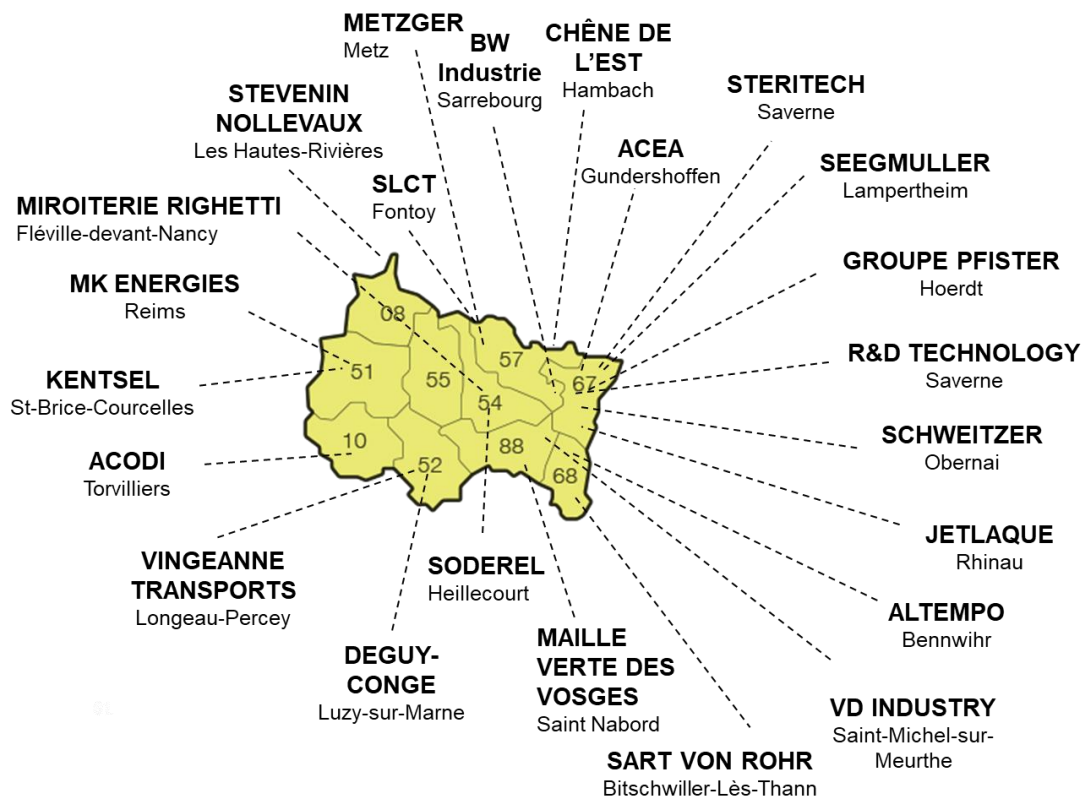 METZGER
Metz
BW
Industrie
Sarrebourg
CHÊNE DE
L'EST
Hambach
STERITECH
Saverne
STEVENIN
NOLLEVAUX
Les Hautes-Rivières
ACEA
Gundershoffen
SEEGMULLER
Lampertheim
SLCT
Fontoy
MIROITERIE RIGHETTI
Fléville-devant-Nancy
GROUPE PFISTER
Hoerdt
MK ENERGIES
Reims
R&D TECHNOLOGY
Saverne
KENTSEL
St-Brice-Courcelles
SCHWEITZER
Obernai
ACODI
Torvilliers
JETLAQUE
Rhinau
VINGEANNE
TRANSPORTS
Longeau-Percey
SODEREL
Heillecourt
ALTEMPO
Bennwihr
DEGUY-
CONGE
Luzy-sur-Marne
MAILLE
VERTE DES
VOSGES
Saint Nabord
VD INDUSTRY
Saint-Michel-sur-
Meurthe
SART VON ROHR
Bitschwiller-Lès-Thann
08
57
51
55
67
54
10
88
52
68